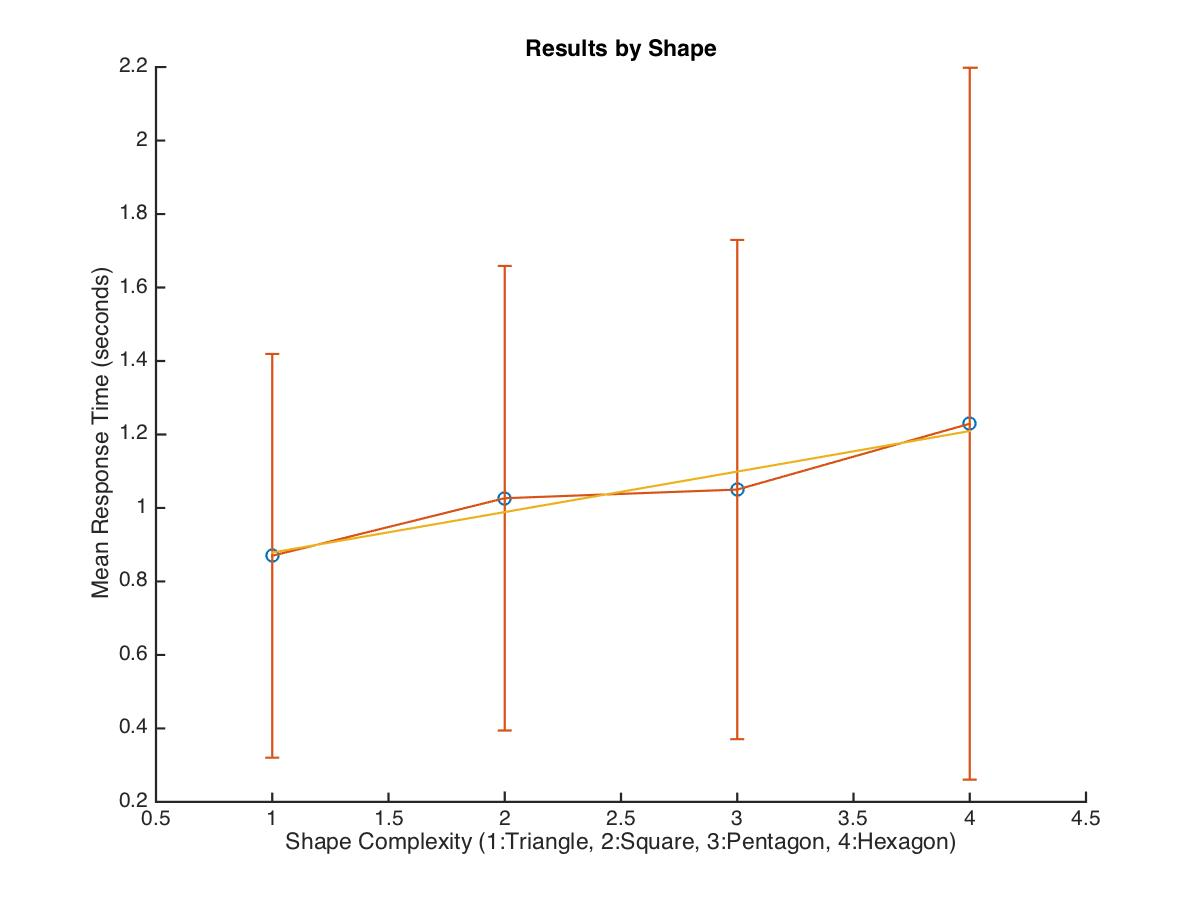 Results by Shape
2.2
2
1.8
1.6
1.4
1.2
1
0.8
0.6
0.4
0.2
Mean Response Time (seconds)
0.5 1 1.5 2 2.5 3 3.5 4 4.5
Shape Complexity (1:Triangle, 2:Square, 3:Pentagon, 4:Hexagon)